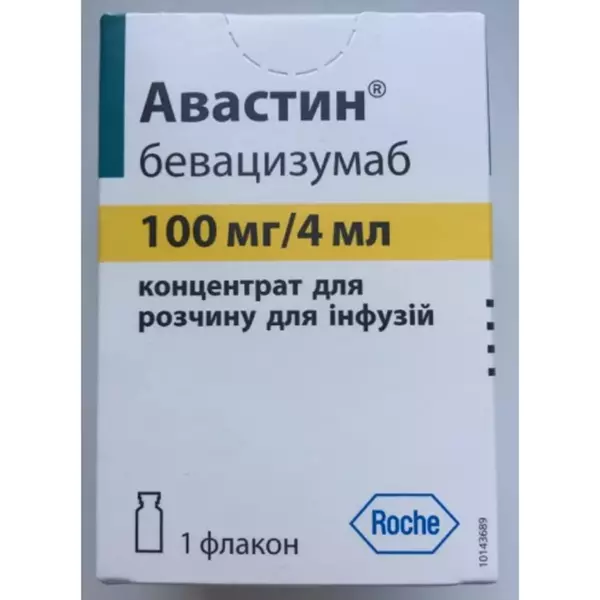 Авастин®
бевацизумаб
100 мг/4 мл
концентрат для
розчину для інфузій
1 флакон
Roche
10143689